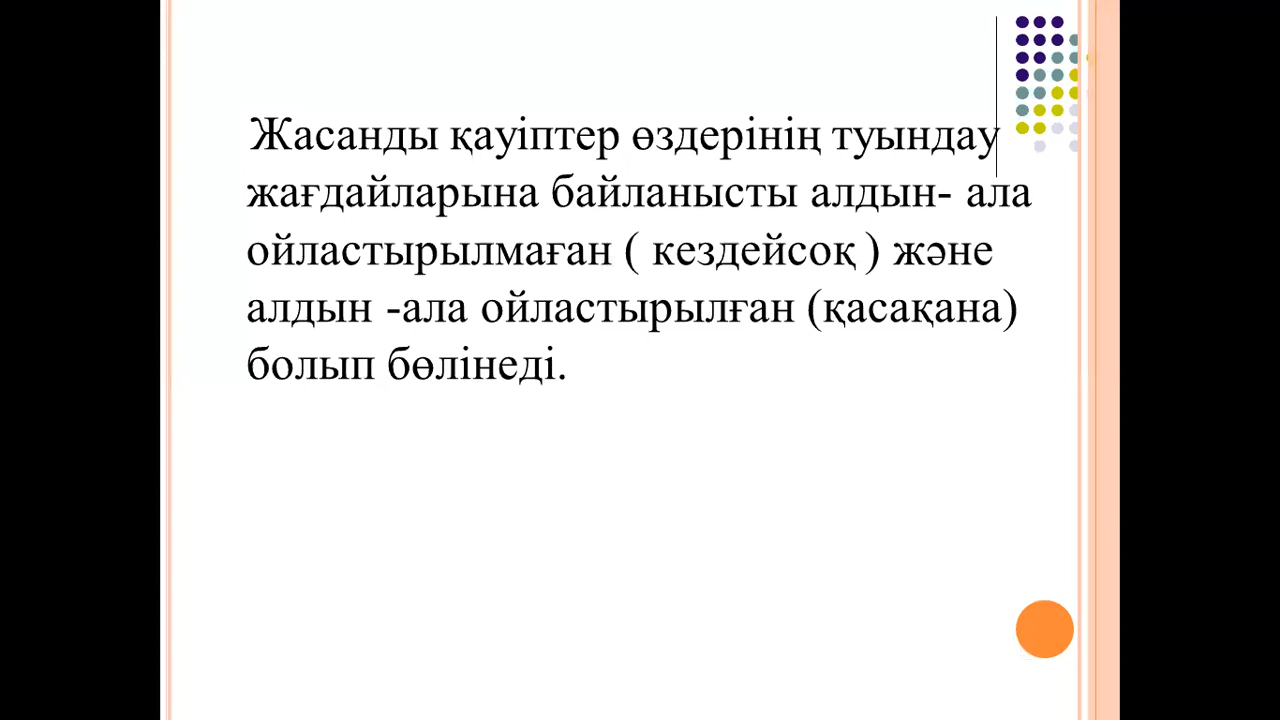 Жасанды қауіптер өздерінің туындау
жағдайларына байланысты алдын- ала
ойластырылмаған ( кездейсоқ ) және
алдын -ала ойластырылған (қасақана)
болып бөлінеді.